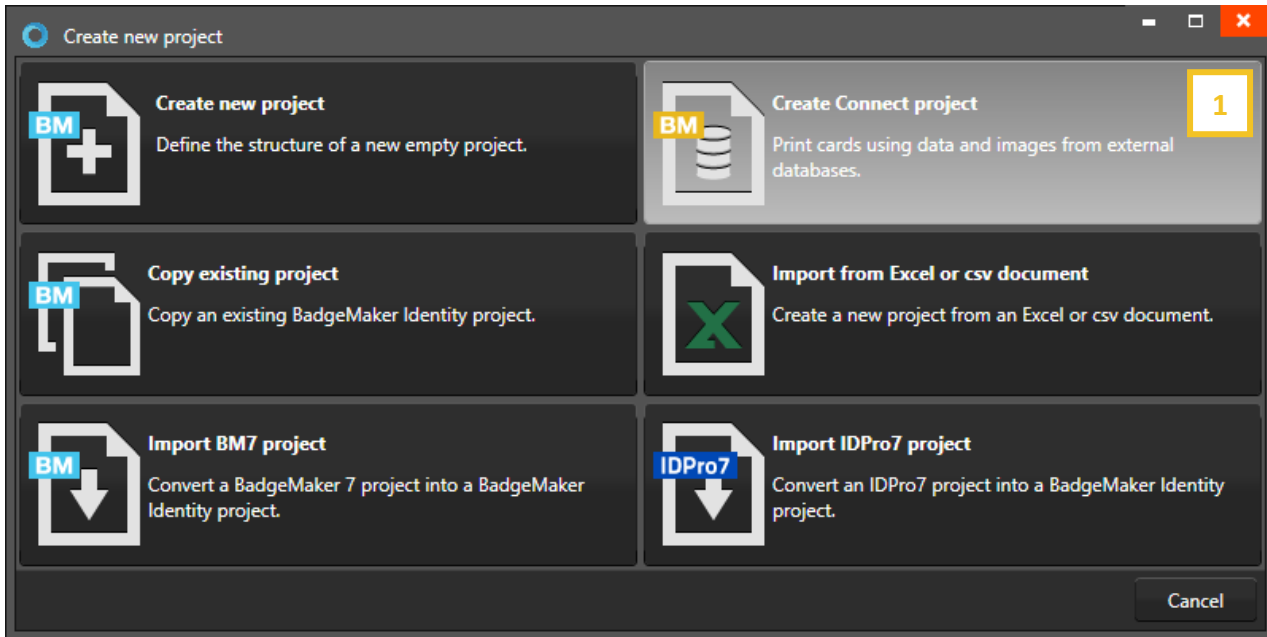 Create new project
BM
Create new project
Define the structure of a new empty project.
BM
Create Connect project
Print cards using data and images from external
databases.
1
BM
Copy existing project
Copy an existing BadgeMaker Identity project.
X
Import from Excel or csv document
Create a new project from an Excel or csv document.
BM
Import BM7 project
Convert a BadgeMaker 7 project into a BadgeMaker
Identity project.
IDPro7
Import IDPro7 project
Convert an IDPro7 project into a BadgeMaker Identity
project.
Cancel